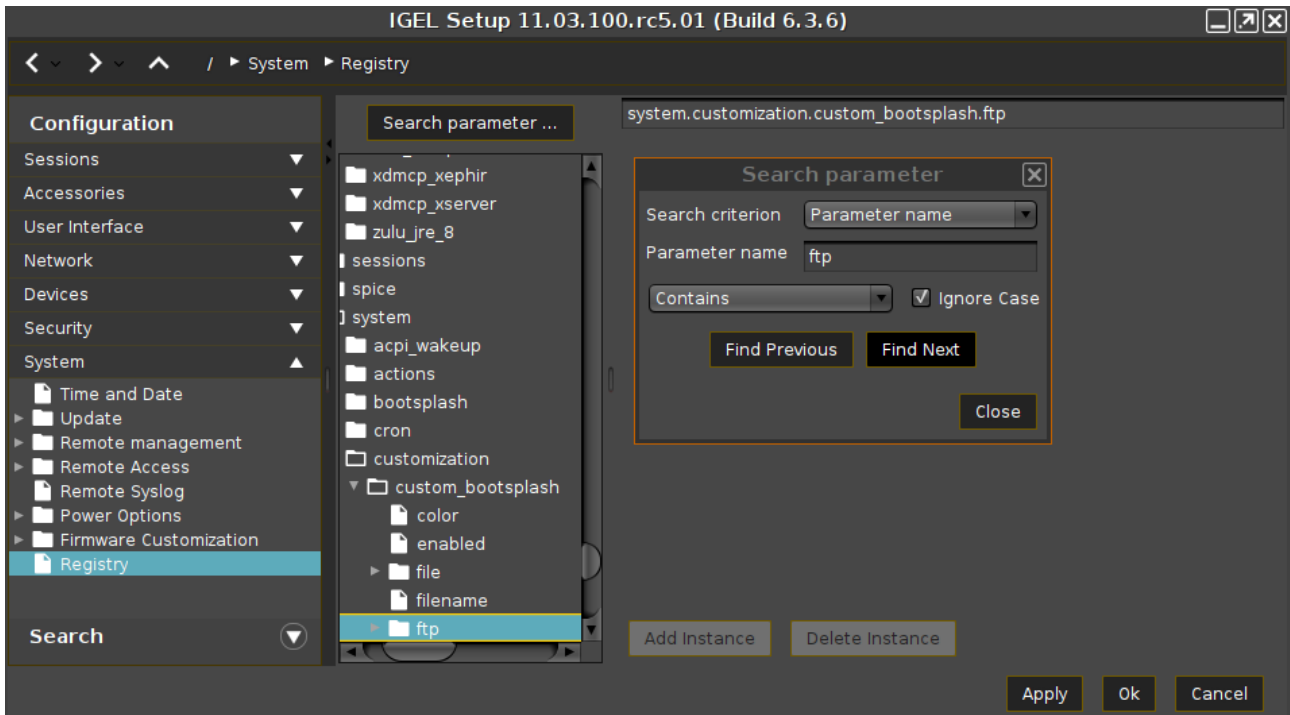 IGEL Setup 11.03.100.rc5.01 (Build 6.3.6)
/ System Registry
Configuration
Sessions
Accessories
User Interface
Network
Devices
Security
System
Time and Date
Update
Remote management
Remote Access
Remote Syslog
Power Options
Firmware Customization
Registry
Search
Search parameter ...
xdmcp_xephir
xdmcp_xserver
zulu_jre_8
sessions
spice
system
acpi_wakeup
actions
bootsplash
cron
customization
custom_bootsplash
color
enabled
file
filename
ftp
system.customization.custom_bootsplash.ftp
Search parameter
Search criterion Parameter name
Parameter name ftp
Contains Ignore Case
Find Previous Find Next
Close
Add Instance Delete Instance
Apply Ok Cancel